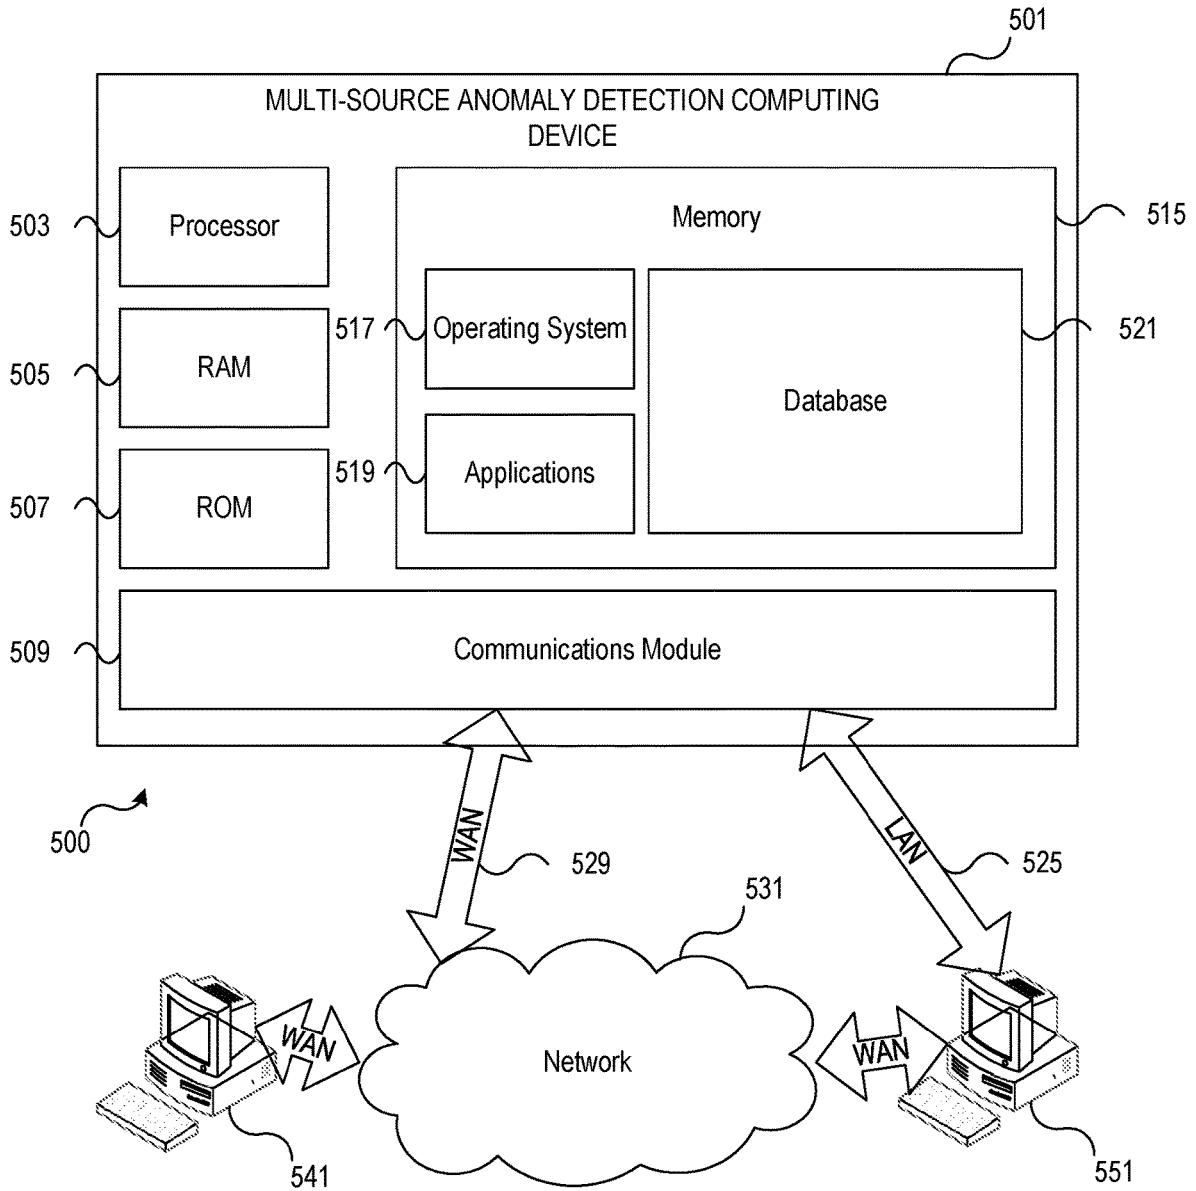 501
MULTI-SOURCE ANOMALY DETECTION COMPUTING
DEVICE
503
Processor
Memory
515
517
Operating System
521
505
RAM
Database
519
Applications
507
ROM
509
Communications Module
500
WAN
529
LAN
525
531
WAN
Network
WAN
541
551